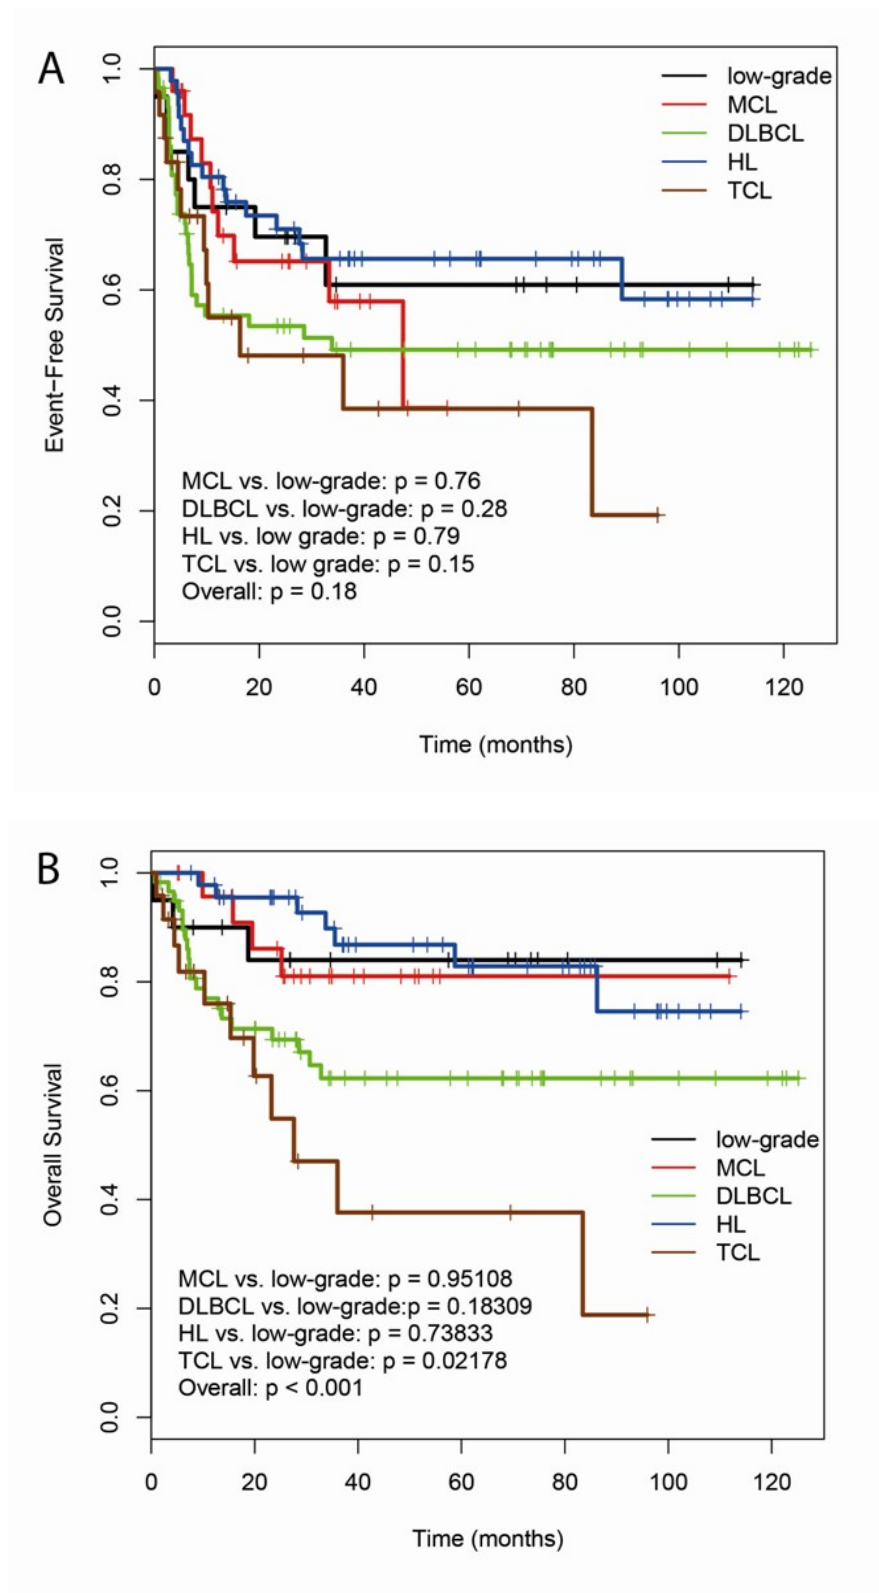 A
1.0
0.8
0.6
0.4
0.2
0.0
Event-Free Survival
low-grade
MCL
DLBCL
HL
TCL
MCL vs. low-grade: p = 0.76
DLBCL vs. low-grade: p = 0.28
HL vs. low grade: p = 0.79
TCL vs. low grade: p = 0.15
Overall: p = 0.18
0 20 40 60 80 100 120
Time (months)
B
1.0
0.8
0.6
0.4
0.2
0.0
Overall Survival
low-grade
MCL
DLBCL
HL
TCL
MCL vs. low-grade: p = 0.95108
DLBCL vs. low-grade:p = 0.18309
HL vs. low-grade: p = 0.73833
TCL vs. low-grade: p = 0.02178
Overall: p < 0.001
0 20 40 60 80 100 120
Time (months)